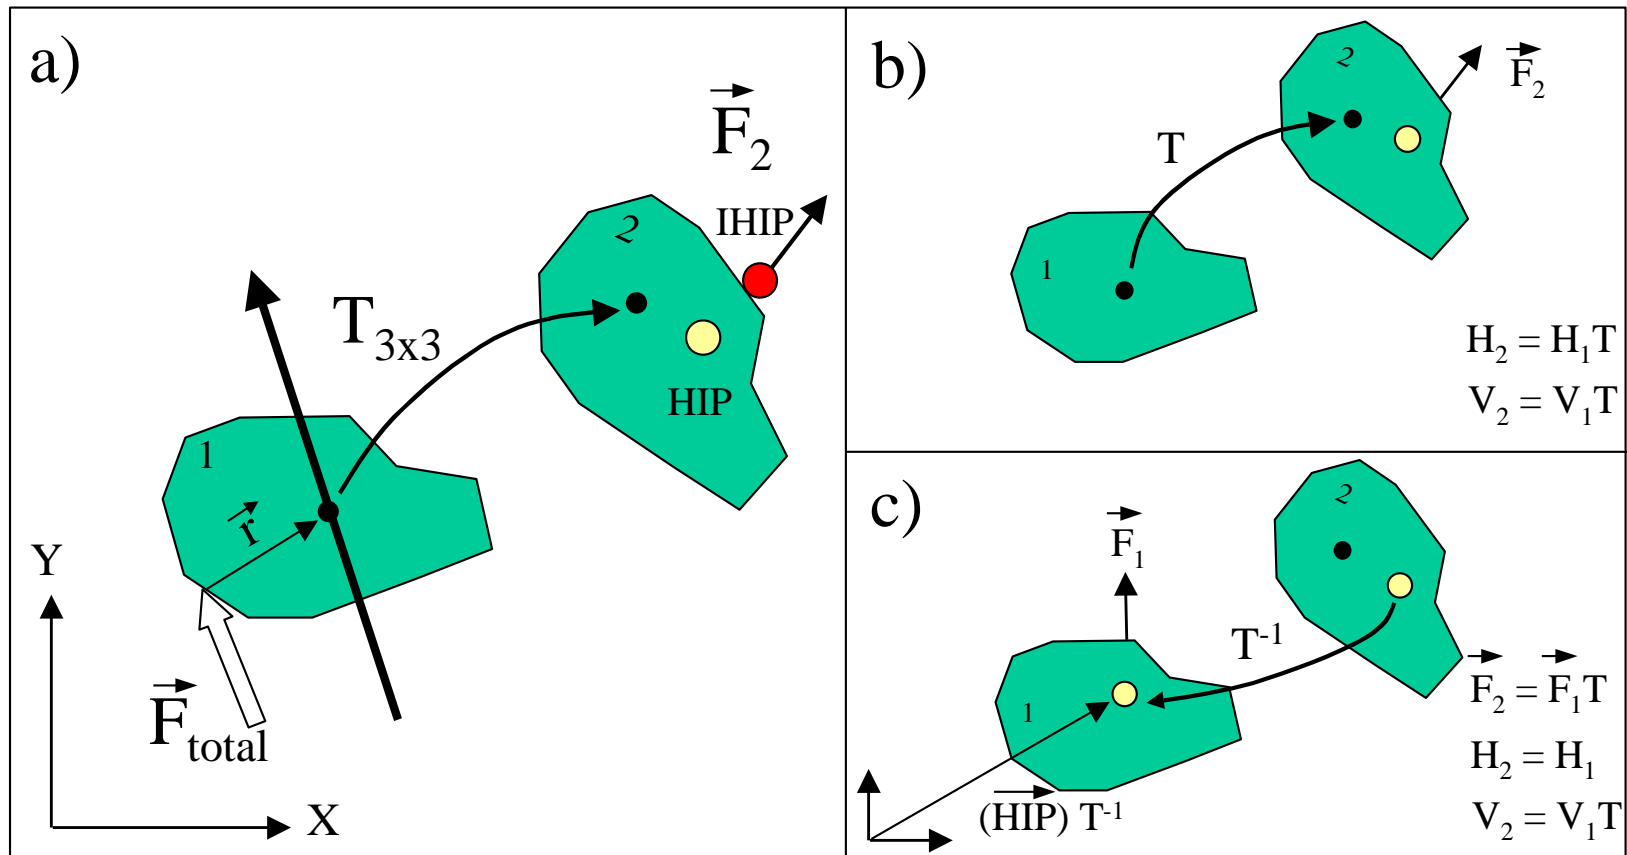 a)
F⃗₂
IHIP
2
T₃ₓ₃
HIP
1
r⃗
Y
F⃗total
X
b)
2
F⃗₂
T
1
H₂ = H₁T
V₂ = V₁T
c)
2
F⃗₁
T⁻¹
1
F⃗₂ = F⃗₁T
H₂ = H₁
(HIP⃗) T⁻¹
V₂ = V₁T